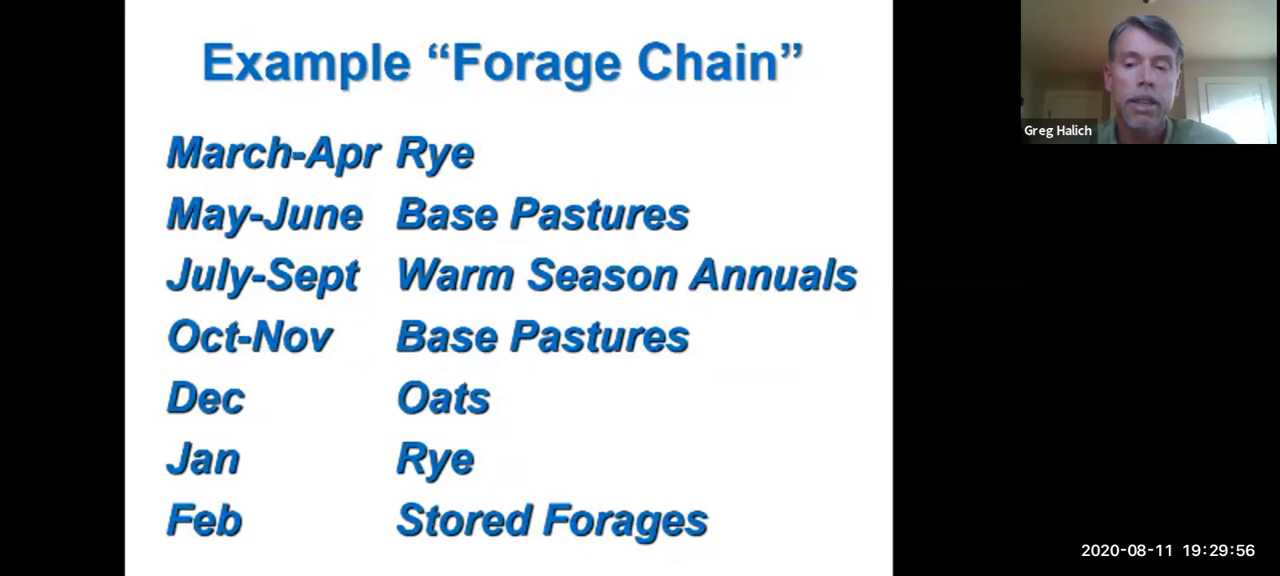 Example “Forage Chain”
March-Apr Rye
May-June Base Pastures
July-Sept Warm Season Annuals
Oct-Nov Base Pastures
Dec Oats
Jan Rye
Feb Stored Forages
Greg Halich
2020-08-11 19:29:56